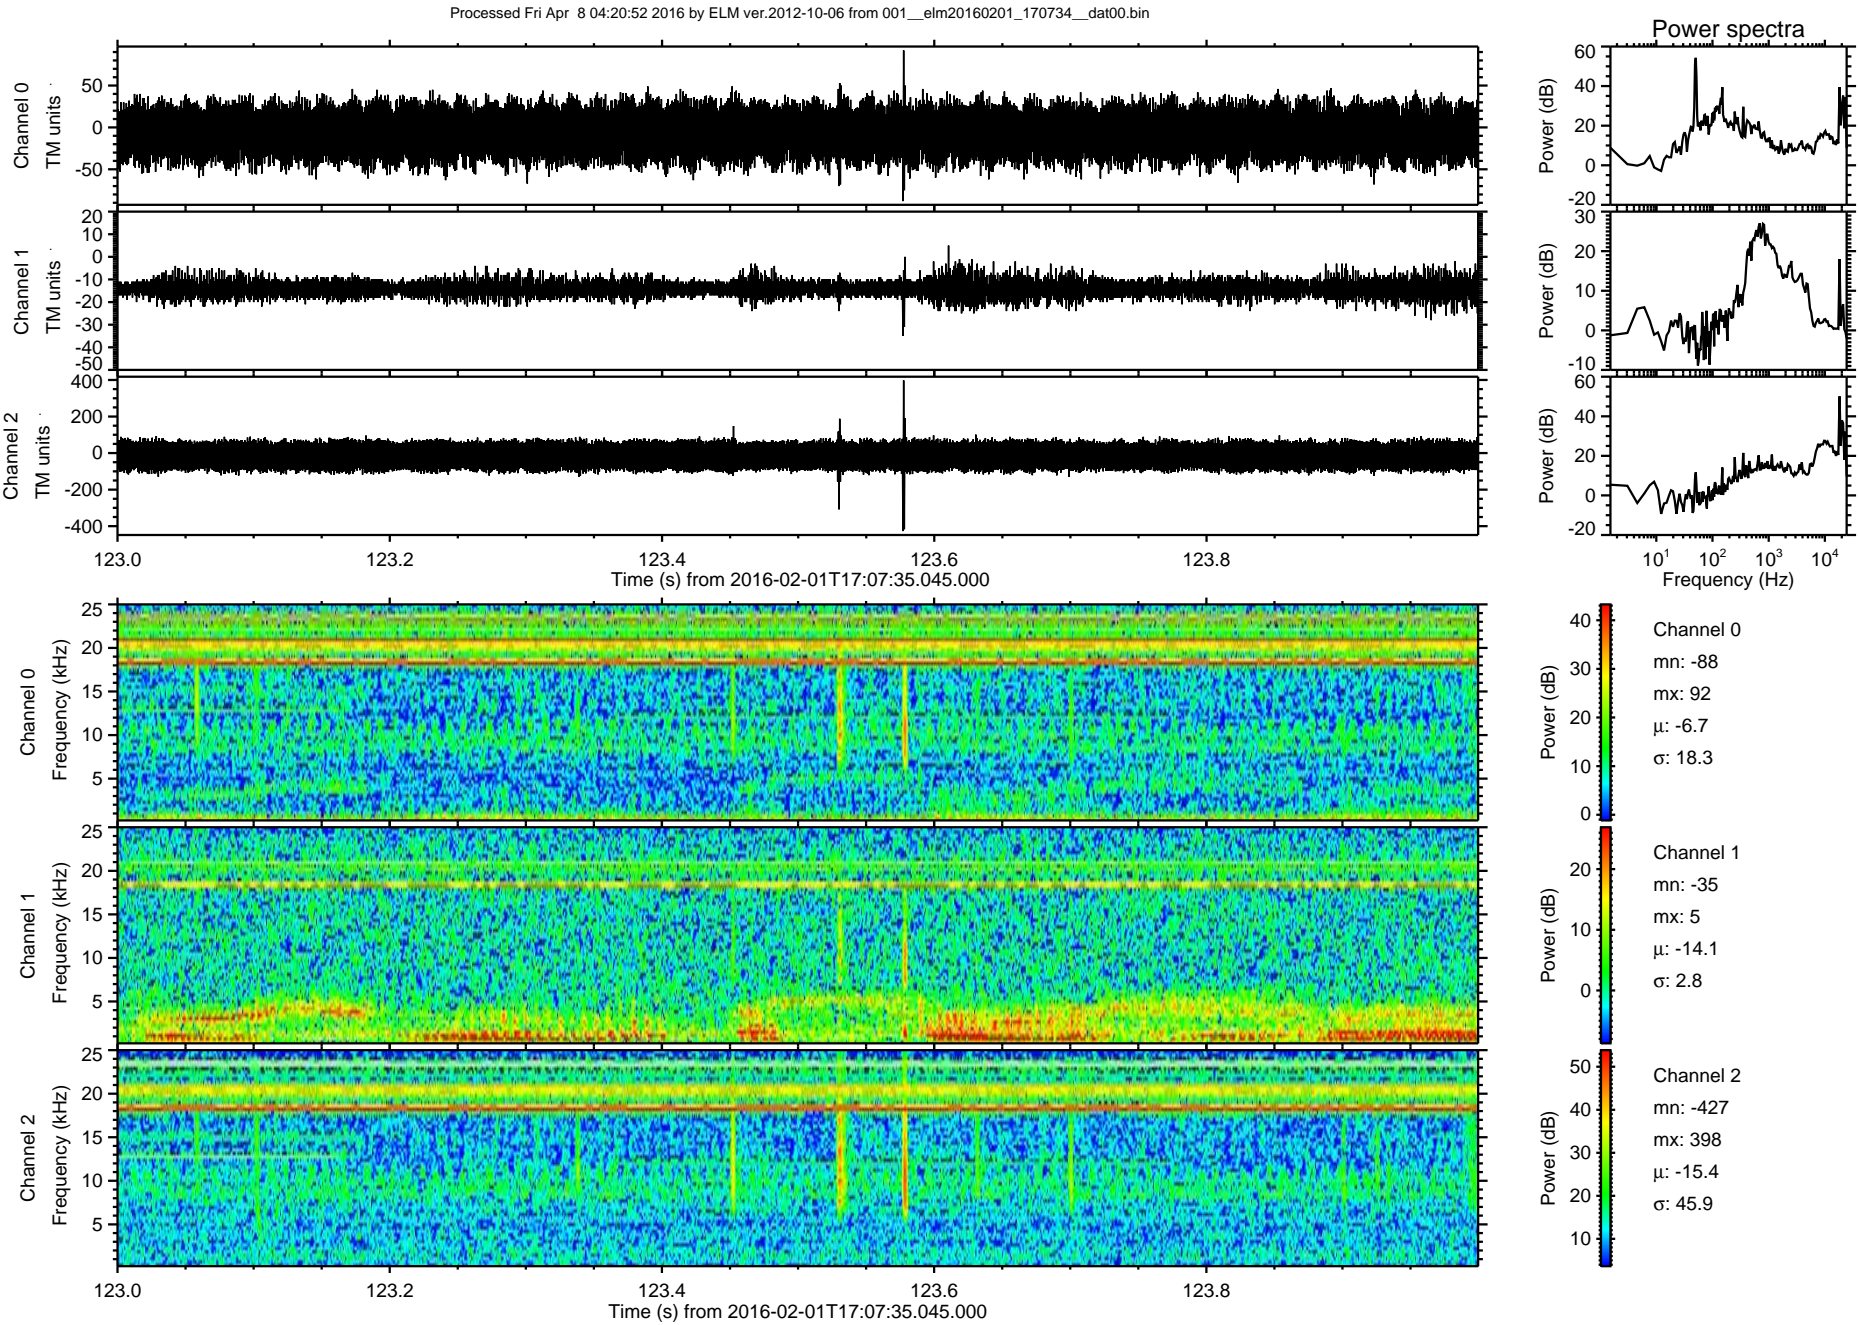 Processed Fri Apr  8 04:20:52 2016 by ELM ver.2012-10-06 from 001__elm20160201_170734__dat00.bin
Power spectra
Channel 0
TM units
50
0
-50
Power (dB)
60
40
20
0
-20
Channel 1
TM units
20
10
0
-10
-20
-30
-40
-50
Power (dB)
30
20
10
0
-10
Channel 2
TM units
400
200
0
-200
-400
Power (dB)
60
40
20
0
-20
123.0
123.2
123.4
123.6
123.8
Time (s) from 2016-02-01T17:07:35.045.000
10¹
10²
10³
10⁴
Frequency (Hz)
Channel 0
Frequency (kHz)
25
20
15
10
5
Power (dB)
40
30
20
10
0
Channel 0
mn: -88
mx: 92
μ: -6.7
σ: 18.3
Channel 1
Frequency (kHz)
25
20
15
10
5
Power (dB)
20
10
0
Channel 1
mn: -35
mx: 5
μ: -14.1
σ: 2.8
Channel 2
Frequency (kHz)
25
20
15
10
5
Power (dB)
50
40
30
20
10
Channel 2
mn: -427
mx: 398
μ: -15.4
σ: 45.9
123.0
123.2
123.4
123.6
123.8
Time (s) from 2016-02-01T17:07:35.045.000